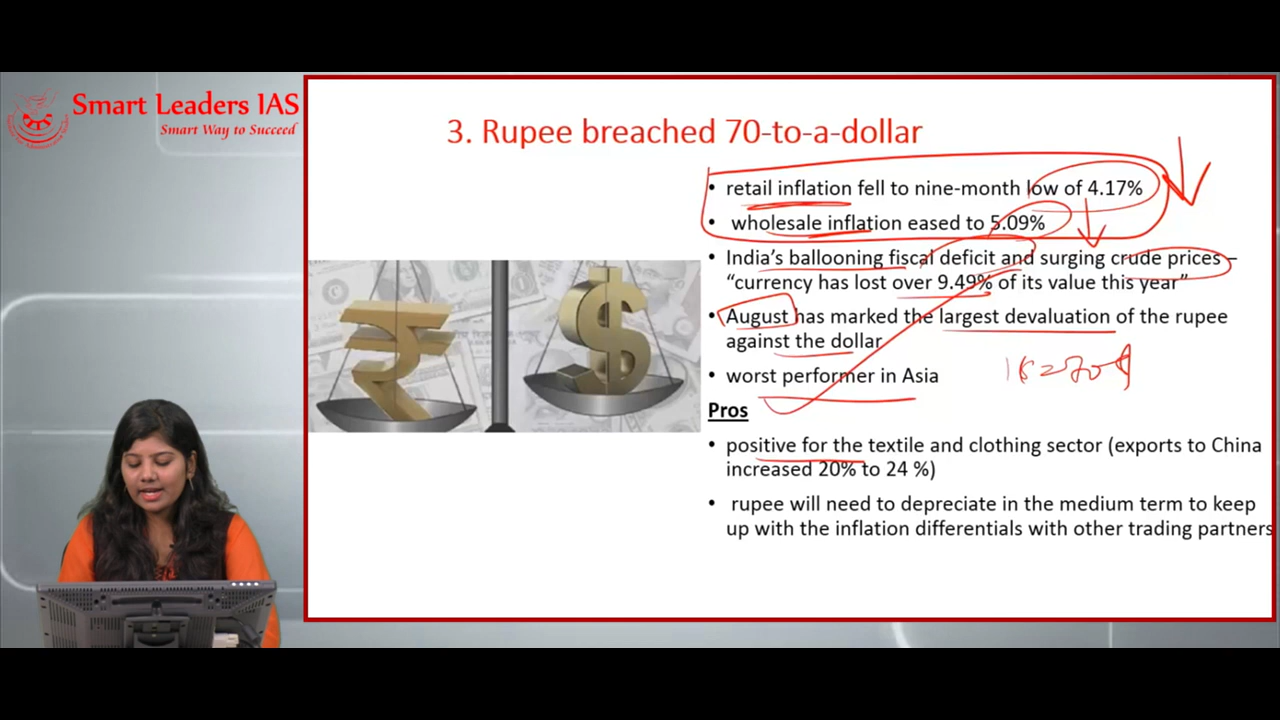 Smart Leaders IAS
Smart Way to Succeed
3. Rupee breached 70-to-a-dollar
• retail inflation fell to nine-month low of 4.17%
• wholesale inflation eased to 5.09%
• India's ballooning fiscal deficit and surging crude prices –
“currency has lost over 9.49% of its value this year”
• August has marked the largest devaluation of the rupee
against the dollar
• worst performer in Asia
Pros
• positive for the textile and clothing sector (exports to China
increased 20% to 24 %)
• rupee will need to depreciate in the medium term to keep
up with the inflation differentials with other trading partners